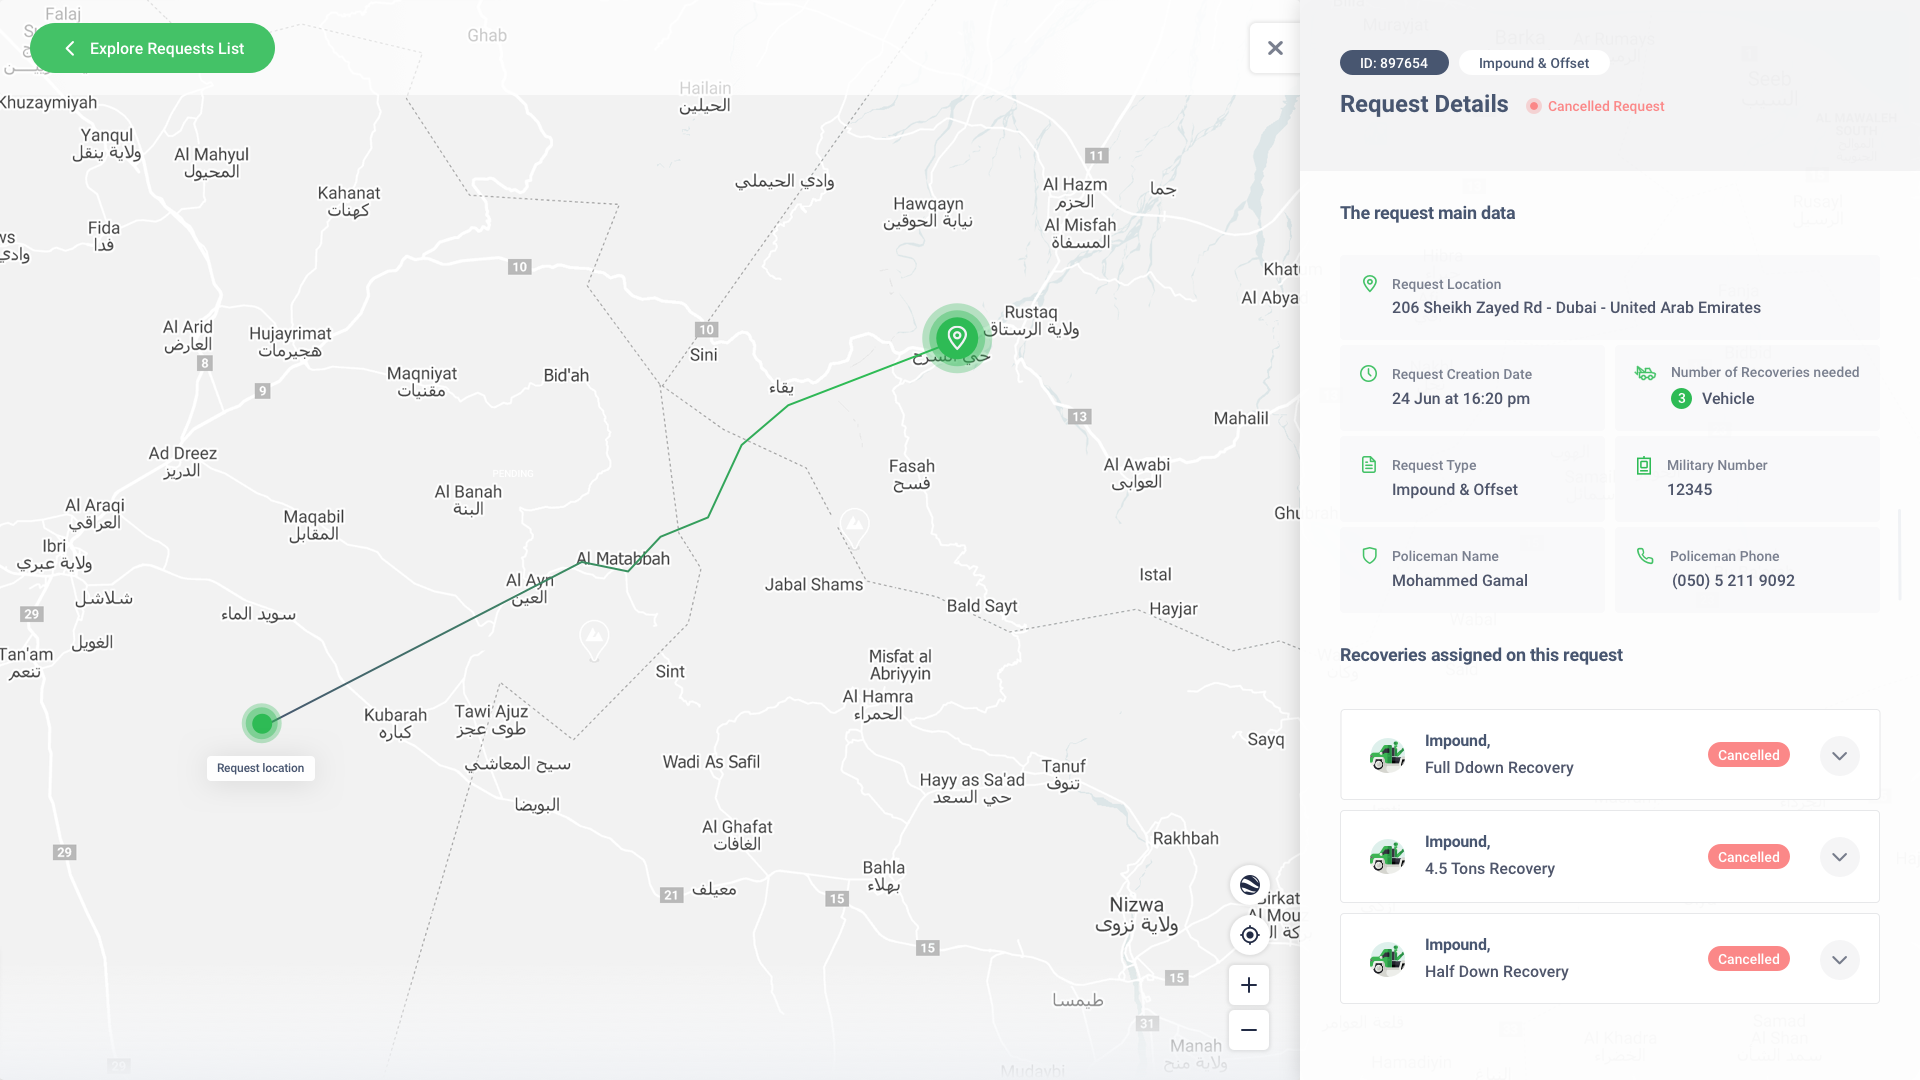 Falaj
Ghab
Explore Requests List
Hailain
الحيلين
Khuzaymiyah
Yanqul
ولاية ينقل
Al Mahyul
المحيول
Kahanat
كهنات
وادي الحيملي
Hawqayn
نيابة الحوقين
11
Al Hazm
الحزم
جما
Al Misfah
المسفاة
Fida
فدا
وادي
10
Al Arid
العارض
8
Hujayrimat
هجيرمات
9
10
Sini
Rustaq
ولاية الرستاق
حي السرح
Maqniyat
مقنيات
Bid'ah
يقاء
13
Mahalil
Ad Dreez
الدريز
PENDING
Al Banah
البنة
Fasah
فسح
Al Awabi
العوابي
Al Araqi
العراقي
Maqabil
المقابل
Ibri
ولاية عبري
Al Matabbah
Al Ayn
العين
Jabal Shams
Istal
Bald Sayt
Hayjar
29
شلاشل
سويد الماء
الغويل
Tan'am
تنعم
Sint
Misfat al
Abriyyin
Al Hamra
الحمراء
Kubarah
كباره
Tawi Ajuz
طوى عجز
Request location
سيح المعاشي
Wadi As Safil
Hayy as Sa'ad
حي السعد
Tanuf
تنوف
Sayq
البويضا
Al Ghafat
الغافات
Rakhbah
29
Bahla
بهلاء
21
معيلف
15
Nizwa
ولاية نزوى
15
15
طيمسا
31
Manah
ولاية منح
Mudaybi
29
ID: 897654
Impound & Offset
Request Details
Cancelled Request
The request main data
Request Location
206 Sheikh Zayed Rd - Dubai - United Arab Emirates
Request Creation Date
24 Jun at 16:20 pm
Number of Recoveries needed
3 Vehicle
Request Type
Impound & Offset
Military Number
12345
Policeman Name
Mohammed Gamal
Policeman Phone
(050) 5 211 9092
Recoveries assigned on this request
Impound,
Full Ddown Recovery
Cancelled
Impound,
4.5 Tons Recovery
Cancelled
Impound,
Half Down Recovery
Cancelled